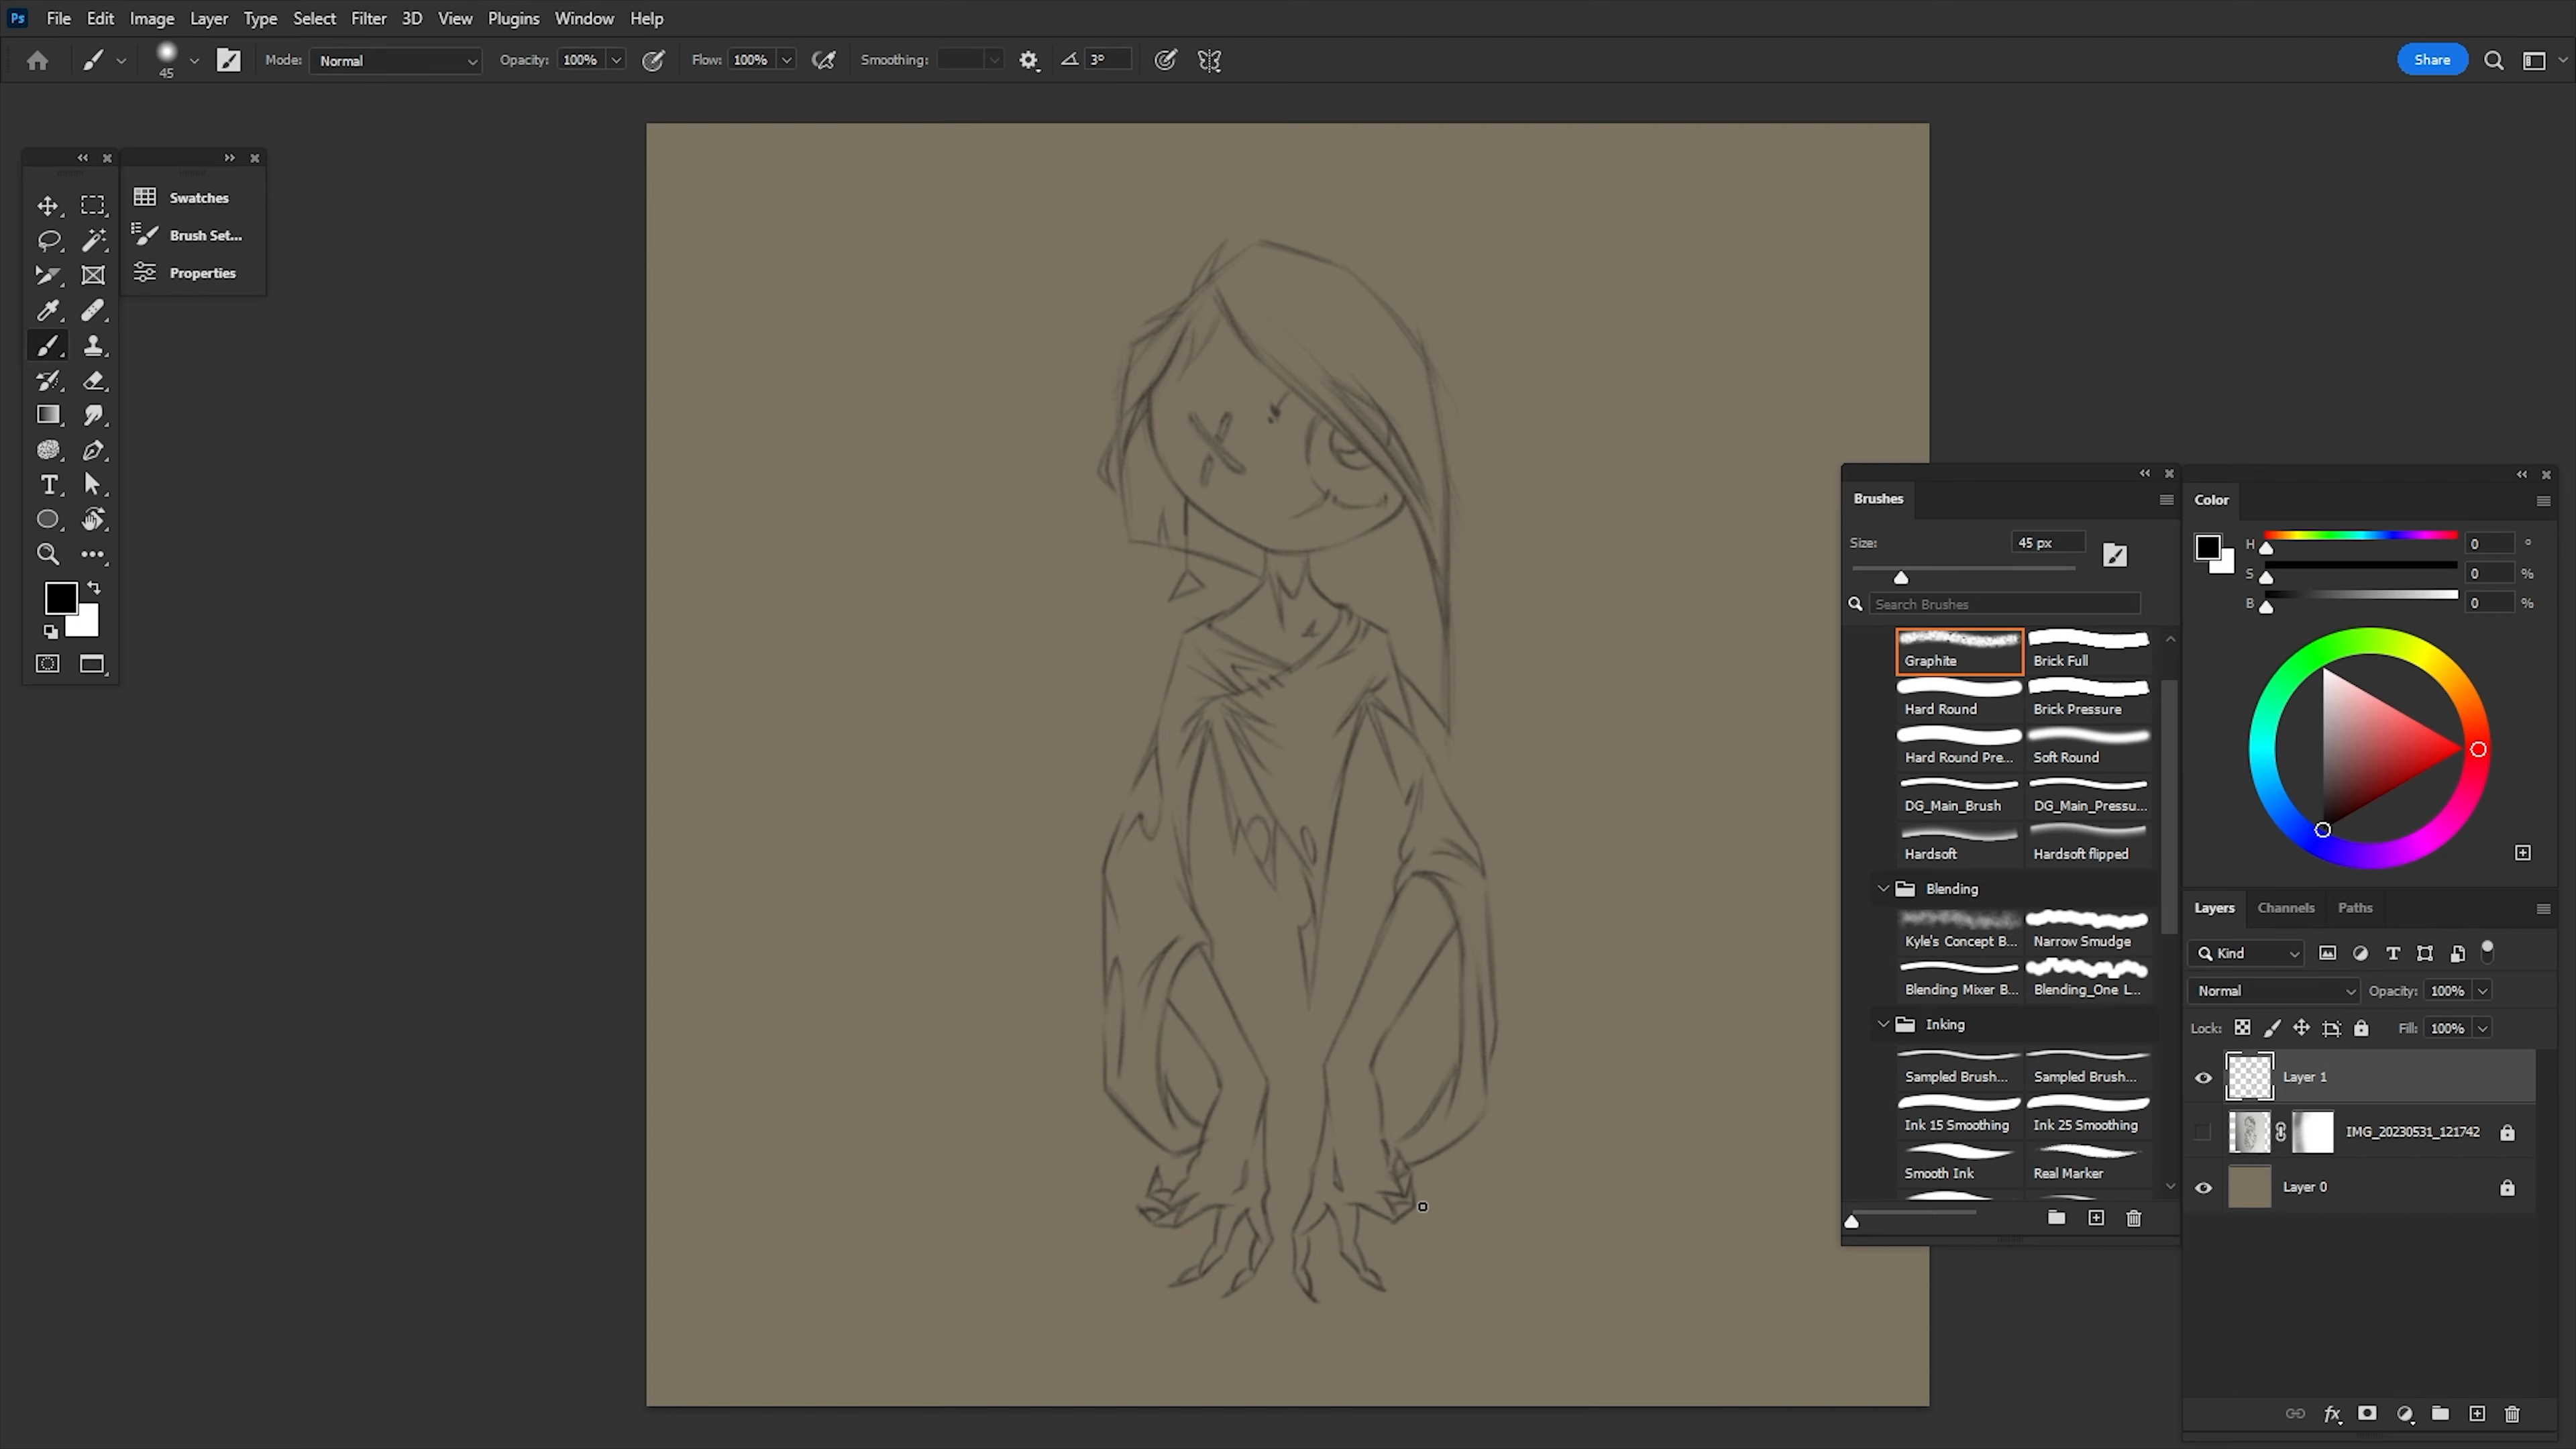 Ps File Edit Image Layer Type Select Filter 3D View Plugins Window Help
45 Mode: Normal Opacity: 100% Flow: 100% Smoothing: 3° Share
Swatches
Brush Set...
Properties
T
Brushes
Size: 45 px
Search Brushes
Graphite Brick Full
Hard Round Brick Pressure
Hard Round Pre... Soft Round
DG_Main_Brush DG_Main_Pressu...
Hardsoft Hardsoft flipped
Blending
Kyle's Concept B... Narrow Smudge
Blending Mixer B... Blending_One L...
Inking
Sampled Brush... Sampled Brush...
Ink 15 Smoothing Ink 25 Smoothing
Smooth Ink Real Marker
Color
H 0 °
S 0 %
B 0 %
Layers Channels Paths
Kind T
Normal Opacity: 100%
Lock: Fill: 100%
Layer 1
IMG_20230531_121742
Layer 0
fx